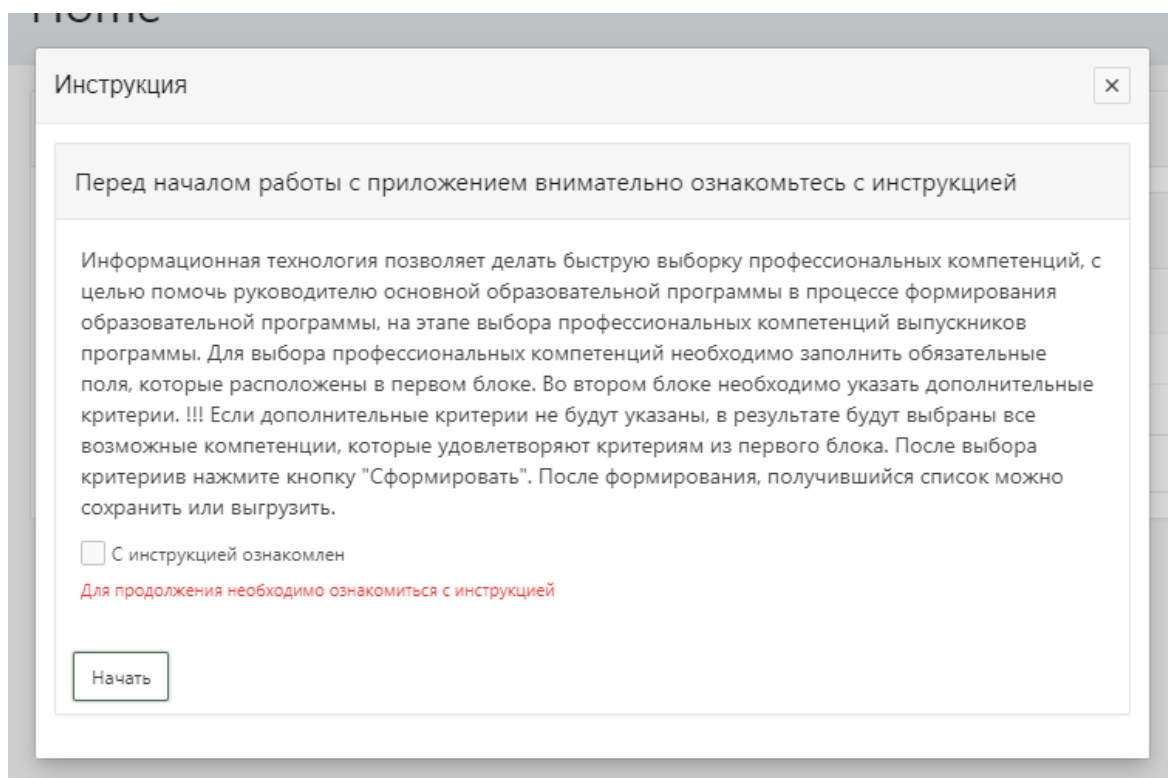 Home
Инструкция
Перед началом работы с приложением внимательно ознакомьтесь с инструкцией
Информационная технология позволяет делать быструю выборку профессиональных компетенций, с
целью помочь руководителю основной образовательной программы в процессе формирования
образовательной программы, на этапе выбора профессиональных компетенций выпускников
программы. Для выбора профессиональных компетенций необходимо заполнить обязательные
поля, которые расположены в первом блоке. Во втором блоке необходимо указать дополнительные
критерии. !!! Если дополнительные критерии не будут указаны, в результате будут выбраны все
возможные компетенции, которые удовлетворяют критериям из первого блока. После выбора
критериив нажмите кнопку "Сформировать". После формирования, получившийся список можно
сохранить или выгрузить.
С инструкцией ознакомлен
Для продолжения необходимо ознакомиться с инструкцией
Начать